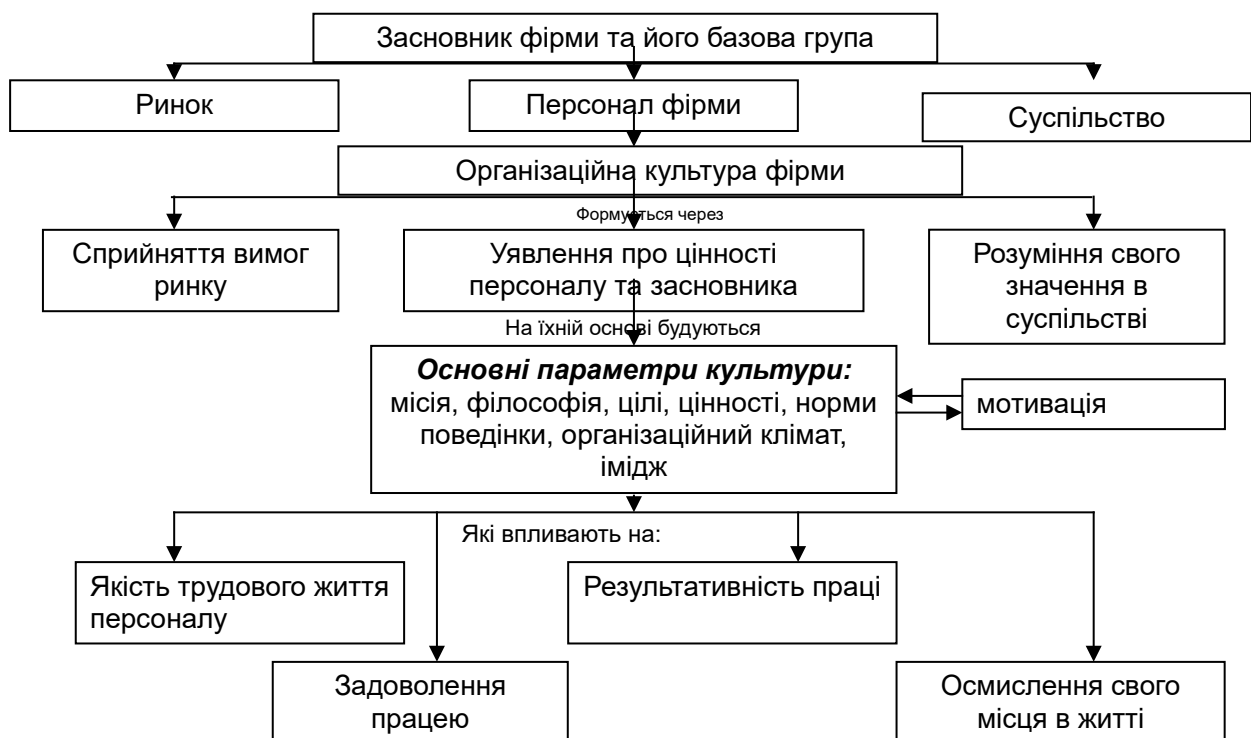 Засновник фірми та його базова група
Ринок
Персонал фірми
Суспільство
Організаційна культура фірми
Формується через
Сприйняття вимог
ринку
Уявлення про цінності
персоналу та засновника
Розуміння свого
значення в
суспільстві
На їхній основі будуються
Основні параметри культури:
місія, філософія, цілі, цінності, норми
поведінки, організаційний клімат,
імідж
мотивація
Які впливають на:
Якість трудового життя
персоналу
Результативність праці
Задоволення
працею
Осмислення свого
місця в житті